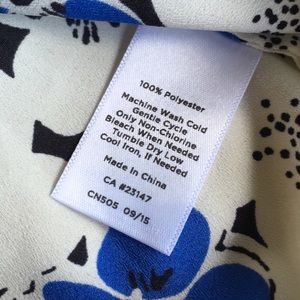 100% Polyester
Machine Wash Cold
Gentle Cycle
Only Non-Chlorine
Bleach When Needed
Tumble Dry Low
Cool Iron, If Needed
Made In China
CA #23147
CN505 09/15